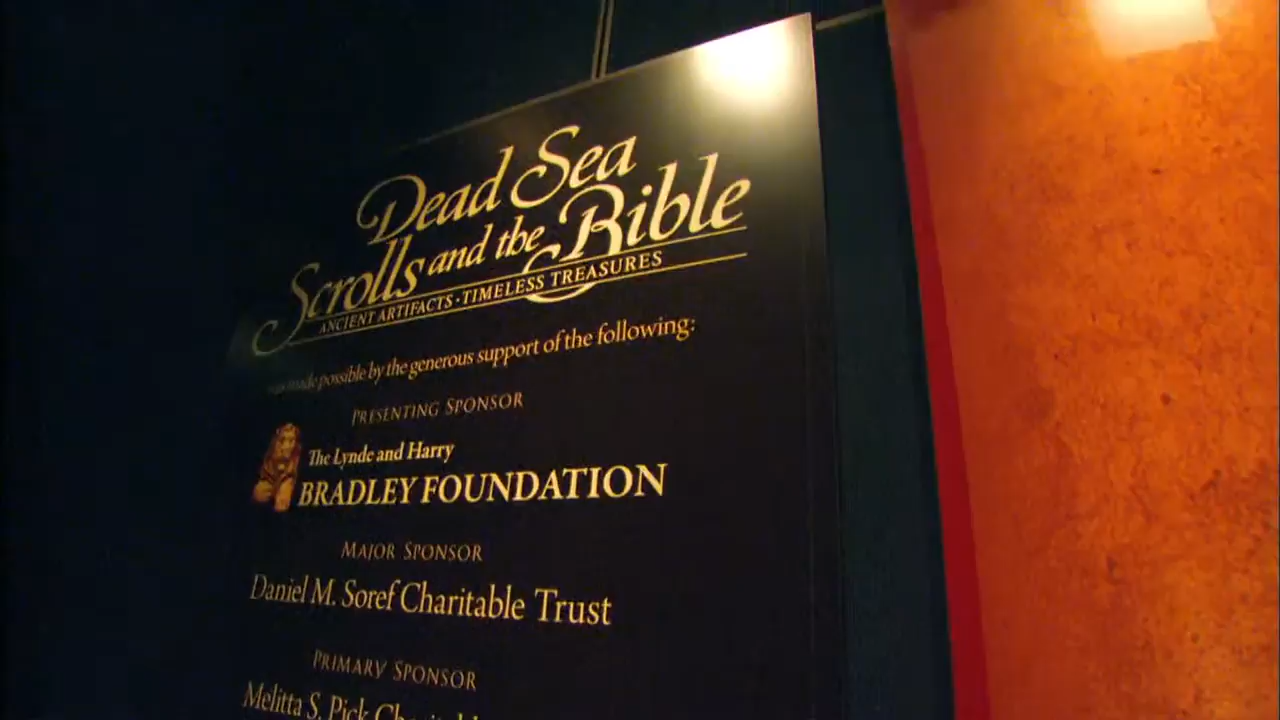 Dead Sea
Scrolls and the Bible
ANCIENT ARTIFACTS · TIMELESS TREASURES
made possible by the generous support of the following:
PRESENTING SPONSOR
The Lynde and Harry
BRADLEY FOUNDATION
MAJOR SPONSOR
Daniel M. Soref Charitable Trust
PRIMARY SPONSOR
Melitta S. Pick